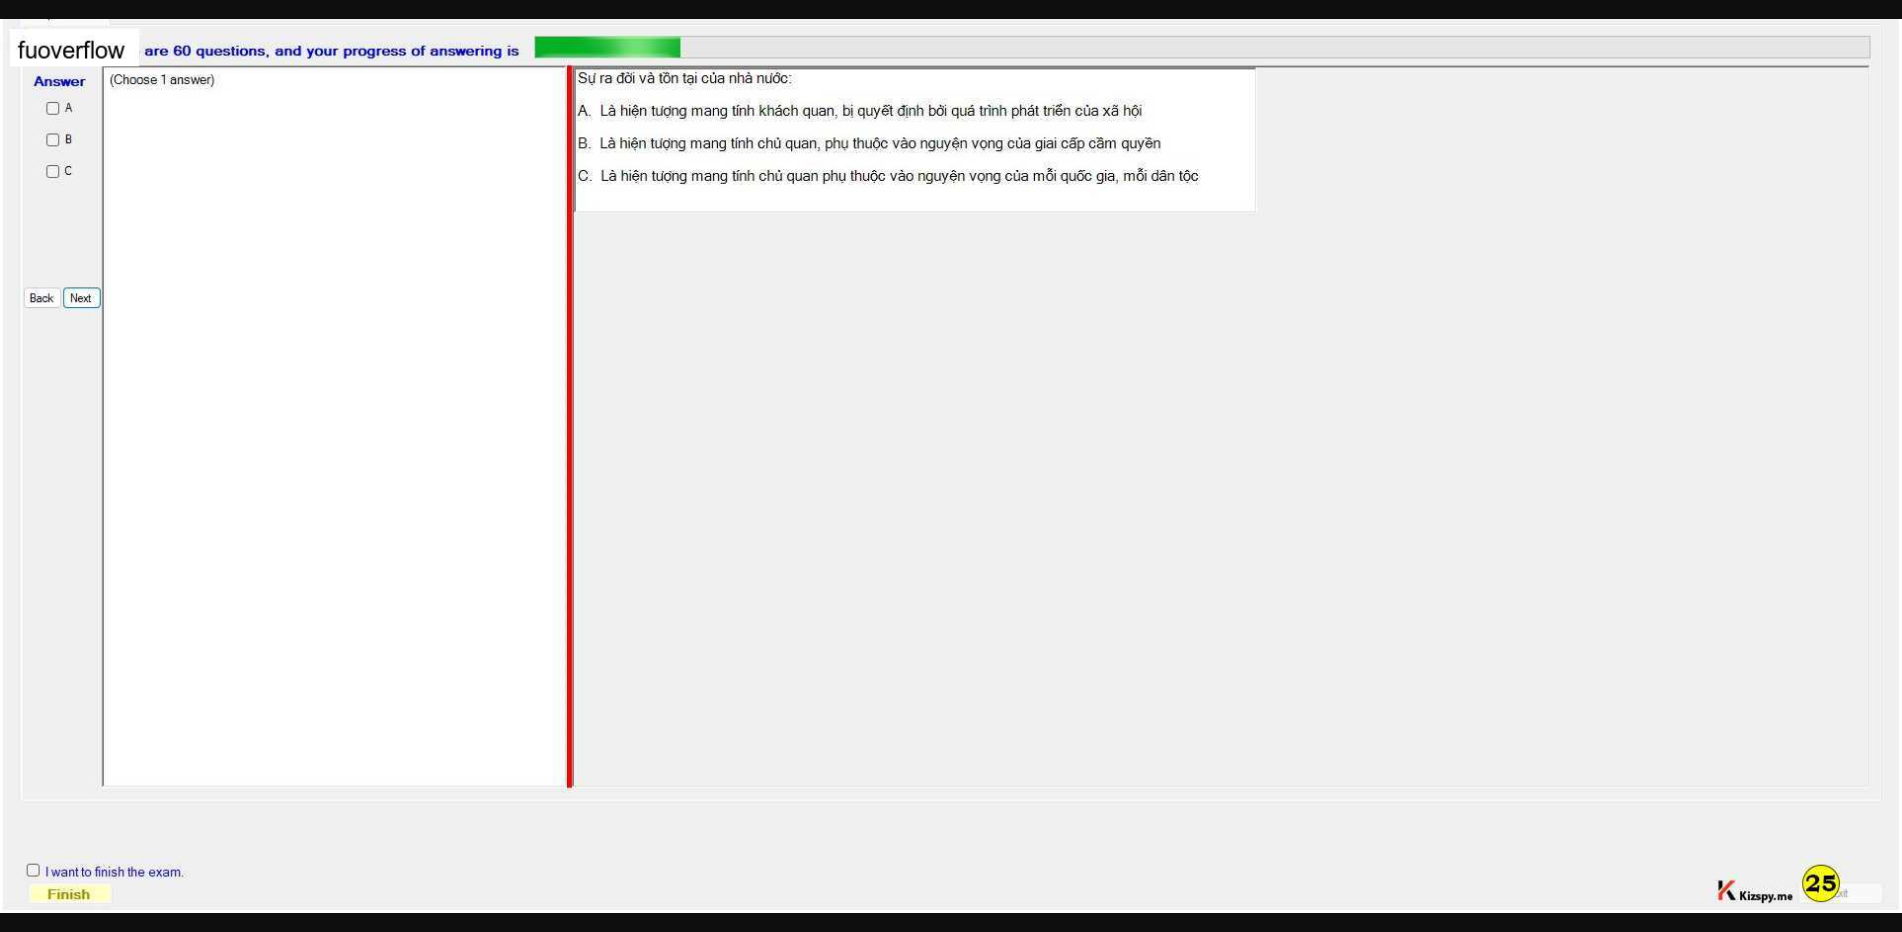 fuoverflow are 60 questions, and your progress of answering is
Answer
(Choose 1 answer)
A
B
C
Back Next
Sự ra đời và tồn tại của nhà nước:
A. Là hiện tượng mang tính khách quan, bị quyết định bởi quá trình phát triển của xã hội
B. Là hiện tượng mang tính chủ quan, phụ thuộc vào nguyện vọng của giai cấp cầm quyền
C. Là hiện tượng mang tính chủ quan phụ thuộc vào nguyện vọng của mỗi quốc gia, mỗi dân tộc
I want to finish the exam.
Finish
Kizspy.me
25